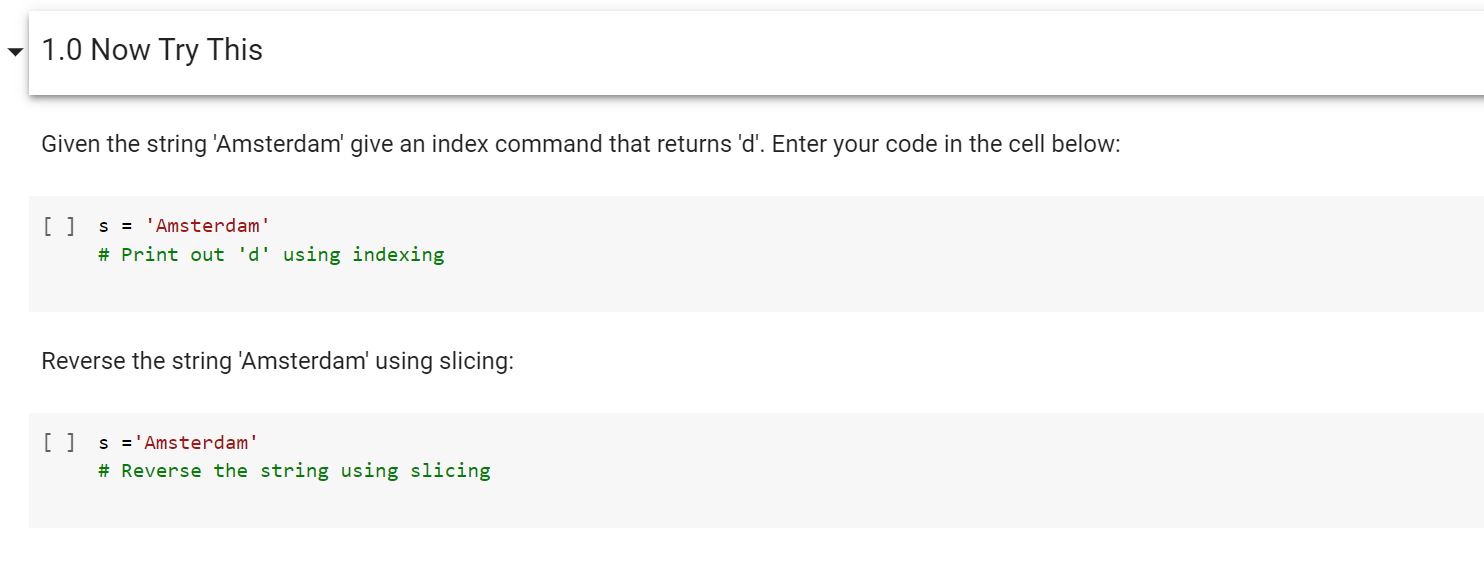 1.0 Now Try This
Given the string 'Amsterdam' give an index command that returns 'd'. Enter your code in the cell below:
[ ] s = 'Amsterdam'
# Print out 'd' using indexing
Reverse the string 'Amsterdam' using slicing:
[ ] s ='Amsterdam'
# Reverse the string using slicing